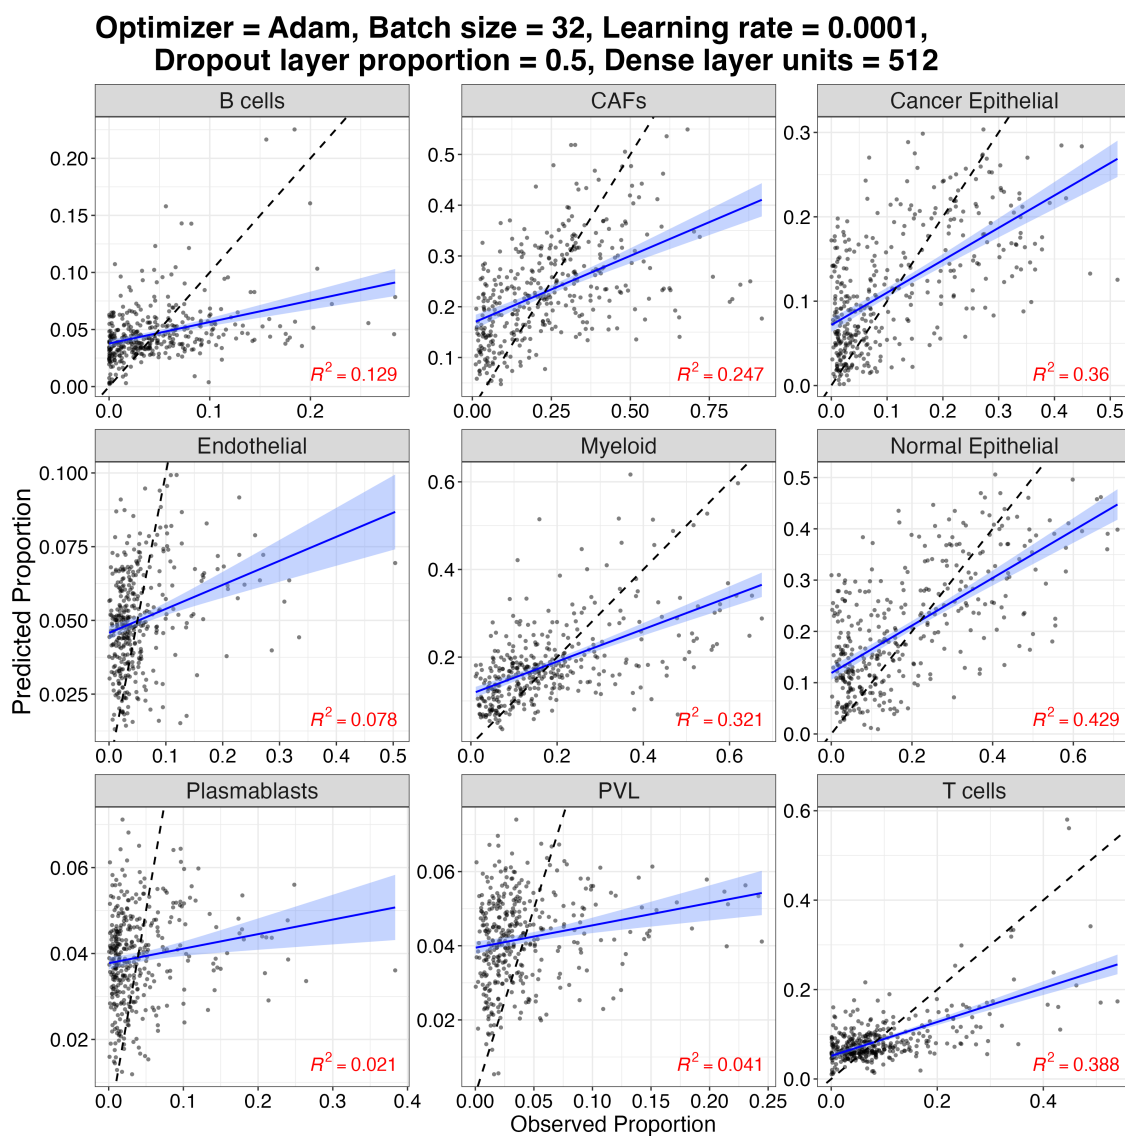 Optimizer = Adam, Batch size = 32, Learning rate = 0.0001,
Dropout layer proportion = 0.5, Dense layer units = 512
B cells
0.20
0.15
0.10
0.05
0.00
R² = 0.129
0.0 0.1 0.2
CAFs
0.5
0.4
0.3
0.2
0.1
R² = 0.247
0.00 0.25 0.50 0.75
Cancer Epithelial
0.3
0.2
0.1
0.0
R² = 0.36
0.0 0.1 0.2 0.3 0.4 0.5
Predicted Proportion
Endothelial
0.100
0.075
0.050
0.025
R² = 0.078
0.0 0.1 0.2 0.3 0.4 0.5
Myeloid
0.6
0.4
0.2
R² = 0.321
0.0 0.2 0.4 0.6
Normal Epithelial
0.5
0.4
0.3
0.2
0.1
0.0
R² = 0.429
0.0 0.2 0.4 0.6
Plasmablasts
0.06
0.04
0.02
R² = 0.021
0.0 0.1 0.2 0.3 0.4
PVL
0.06
0.04
0.02
R² = 0.041
0.00 0.05 0.10 0.15 0.20 0.25
T cells
0.6
0.4
0.2
0.0
R² = 0.388
0.0 0.2 0.4
Observed Proportion